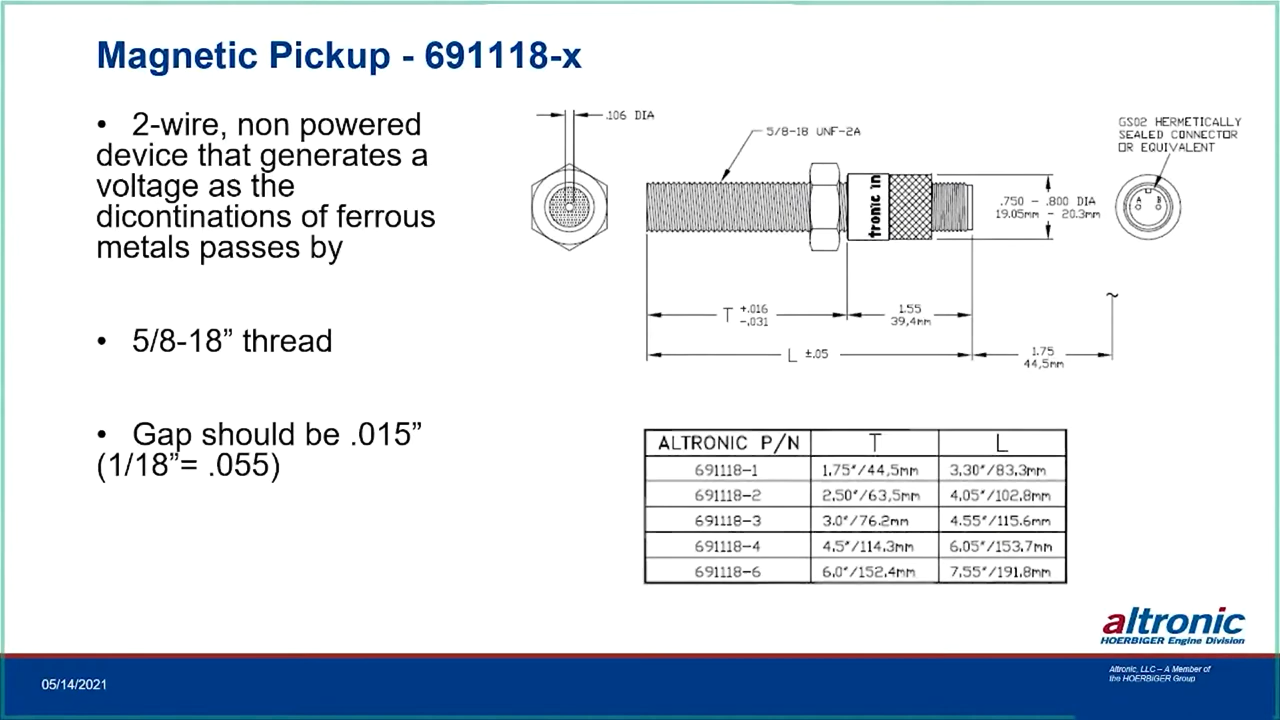 Magnetic Pickup - 691118-x
• 2-wire, non powered
device that generates a
voltage as the
dicontinations of ferrous
metals passes by
• 5/8-18” thread
• Gap should be .015”
(1/18”= .055)
.106 DIA
5/8-18 UNF-2A
tronic in
GS02 HERMETICALLY
SEALED CONNECTOR
OR EQUIVALENT
.750 - .800 DIA
19.05mm - 20.3mm
A B
T +.016
-.031
1.55
39,4mm
L ±.05
1.75
44,5mm
ALTRONIC P/N T L
691118-1 1.75"/44,5mm 3.30"/83.3mm
691118-2 2.50"/63,5mm 4.05"/102.8mm
691118-3 3.0"/76.2mm 4.55"/115.6mm
691118-4 4.5"/114.3mm 6.05"/153.7mm
691118-6 6.0"/152.4mm 7.55"/191.8mm
altronic
HOERBIGER Engine Division
05/14/2021
Altronic, LLC – A Member of
the HOERBIGER Group